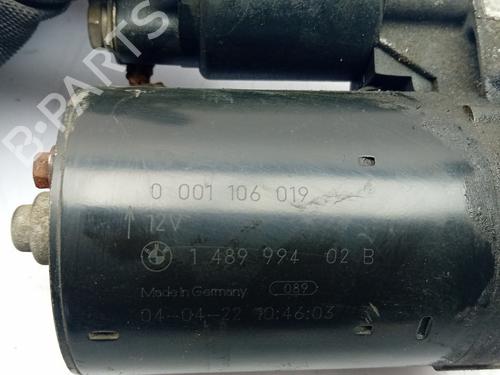 B-PARTS
0 001 106 019
12V
1 489 994 02 B
Made in Germany 089
04-04-22 10:46:03